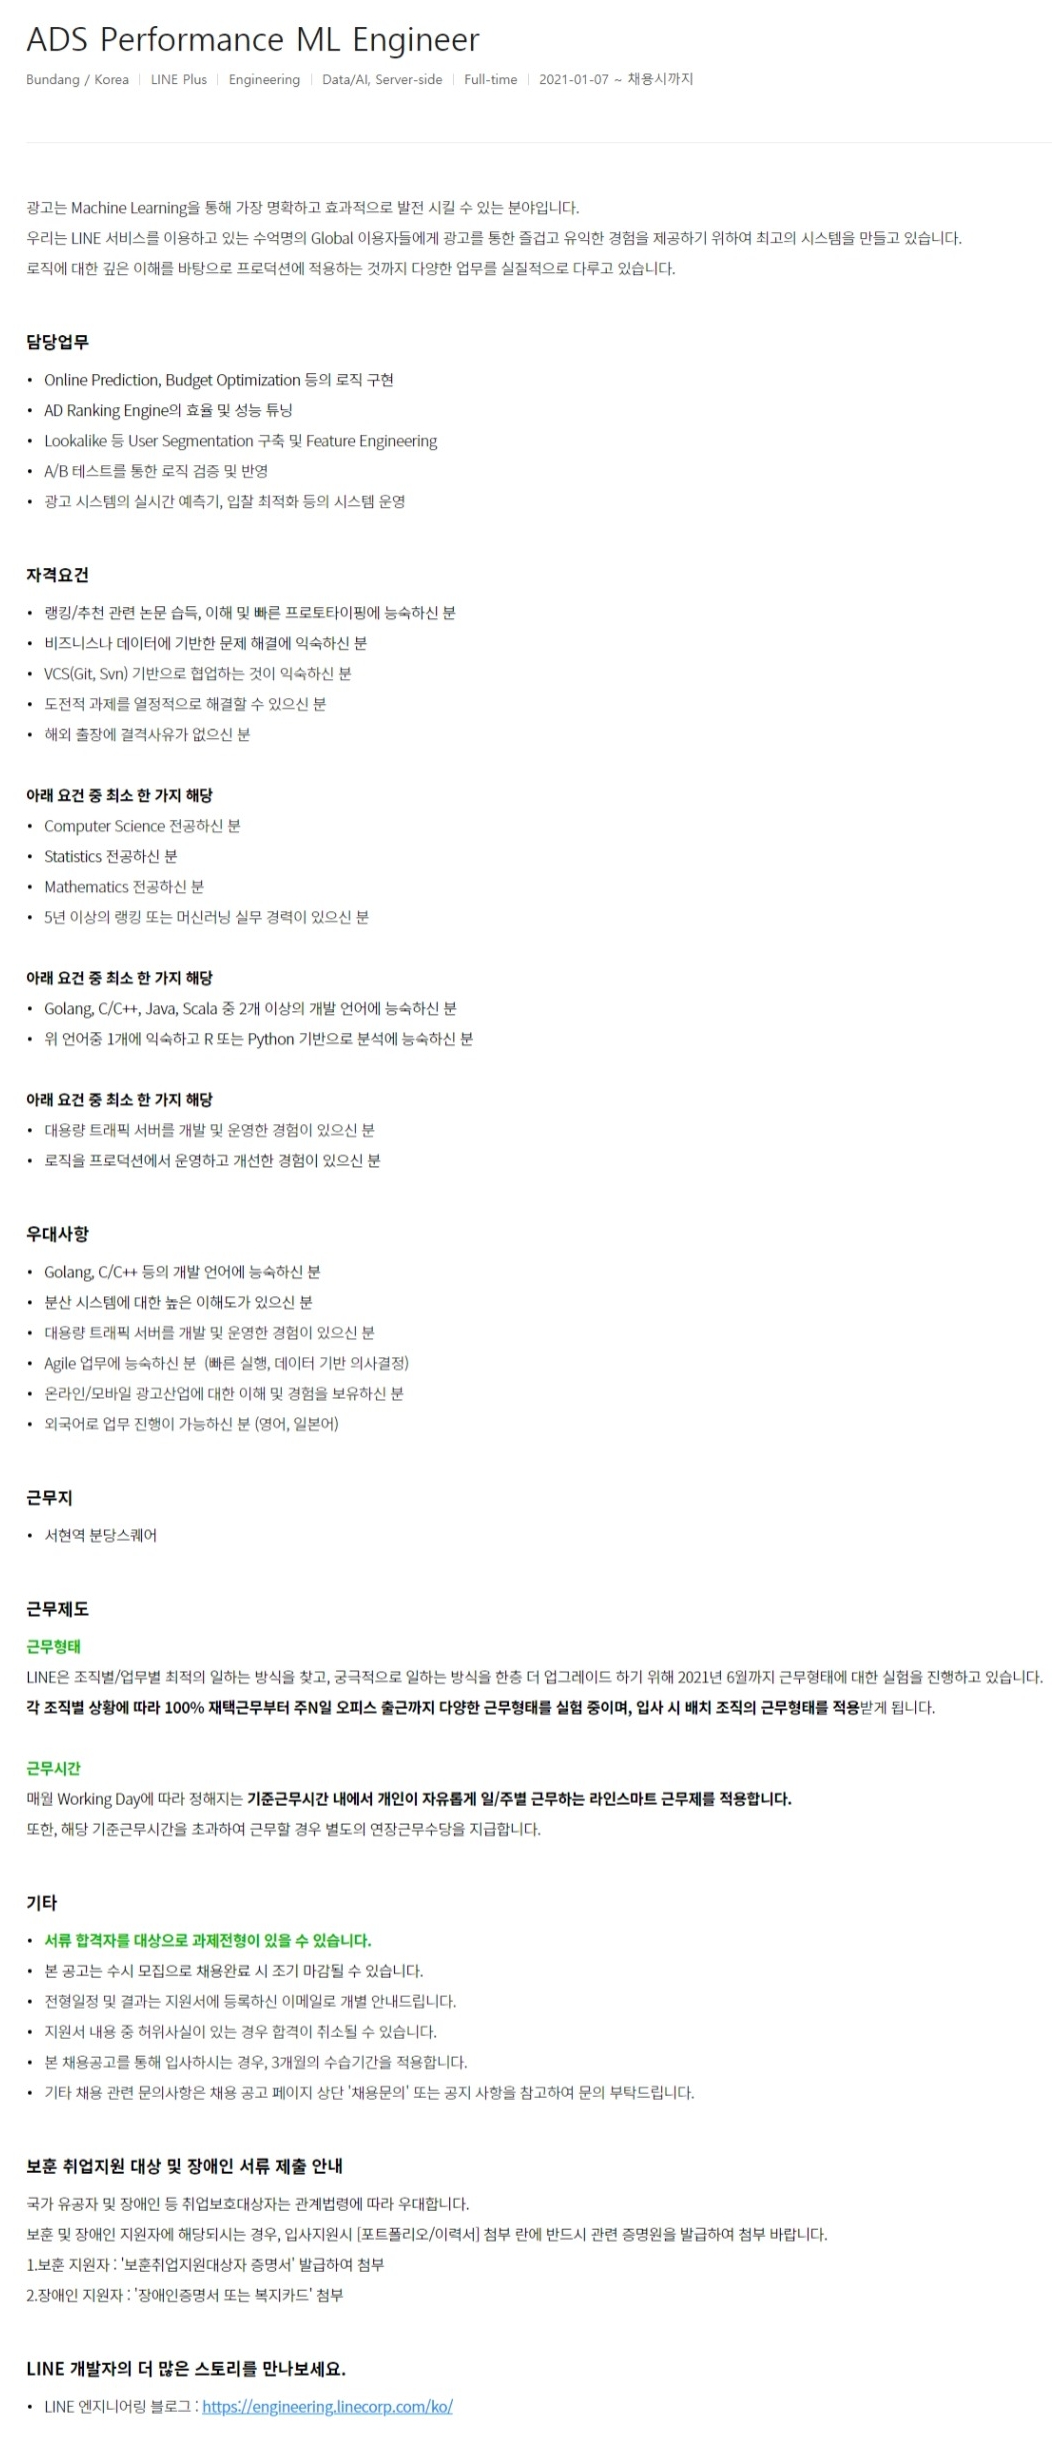 ADS Performance ML Engineer
Bundang / Korea | LINE Plus | Engineering | Data/AI, Server-side | Full-time | 2021-01-07 ~ 채용시까지
광고는 Machine Learning을 통해 가장 명확하고 효과적으로 발전 시킬 수 있는 분야입니다.
우리는 LINE 서비스를 이용하고 있는 수억명의 Global 이용자들에게 광고를 통한 즐겁고 유익한 경험을 제공하기 위하여 최고의 시스템을 만들고 있습니다.
로직에 대한 깊은 이해를 바탕으로 프로덕션에 적용하는 것까지 다양한 업무를 실질적으로 다루고 있습니다.
담당업무
• Online Prediction, Budget Optimization 등의 로직 구현
• AD Ranking Engine의 효율 및 성능 튜닝
• Lookalike 등 User Segmentation 구축 및 Feature Engineering
• A/B 테스트를 통한 로직 검증 및 반영
• 광고 시스템의 실시간 예측기, 입찰 최적화 등의 시스템 운영
자격요건
• 랭킹/추천 관련 논문 습득, 이해 및 빠른 프로토타이핑에 능숙하신 분
• 비즈니스나 데이터에 기반한 문제 해결에 익숙하신 분
• VCS(Git, Svn) 기반으로 협업하는 것이 익숙하신 분
• 도전적 과제를 열정적으로 해결할 수 있으신 분
• 해외 출장에 결격사유가 없으신 분
아래 요건 중 최소 한 가지 해당
• Computer Science 전공하신 분
• Statistics 전공하신 분
• Mathematics 전공하신 분
• 5년 이상의 랭킹 또는 머신러닝 실무 경력이 있으신 분
아래 요건 중 최소 한 가지 해당
• Golang, C/C++, Java, Scala 중 2개 이상의 개발 언어에 능숙하신 분
• 위 언어중 1개에 익숙하고 R 또는 Python 기반으로 분석에 능숙하신 분
아래 요건 중 최소 한 가지 해당
• 대용량 트래픽 서버를 개발 및 운영한 경험이 있으신 분
• 로직을 프로덕션에서 운영하고 개선한 경험이 있으신 분
우대사항
• Golang, C/C++ 등의 개발 언어에 능숙하신 분
• 분산 시스템에 대한 높은 이해도가 있으신 분
• 대용량 트래픽 서버를 개발 및 운영한 경험이 있으신 분
• Agile 업무에 능숙하신 분 (빠른 실행, 데이터 기반 의사결정)
• 온라인/모바일 광고산업에 대한 이해 및 경험을 보유하신 분
• 외국어로 업무 진행이 가능하신 분 (영어, 일본어)
근무지
• 서현역 분당스퀘어
근무제도
근무형태
LINE은 조직별/업무별 최적의 일하는 방식을 찾고, 궁극적으로 일하는 방식을 한층 더 업그레이드 하기 위해 2021년 6월까지 근무형태에 대한 실험을 진행하고 있습니다.
각 조직별 상황에 따라 100% 재택근무부터 주N일 오피스 출근까지 다양한 근무형태를 실험 중이며, 입사 시 배치 조직의 근무형태를 적용받게 됩니다.
근무시간
매월 Working Day에 따라 정해지는 기준근무시간 내에서 개인이 자유롭게 일/주별 근무하는 라인스마트 근무제를 적용합니다.
또한, 해당 기준근무시간을 초과하여 근무할 경우 별도의 연장근무수당을 지급합니다.
기타
• 서류 합격자를 대상으로 과제전형이 있을 수 있습니다.
• 본 공고는 수시 모집으로 채용완료 시 조기 마감될 수 있습니다.
• 전형일정 및 결과는 지원서에 등록하신 이메일로 개별 안내드립니다.
• 지원서 내용 중 허위사실이 있는 경우 합격이 취소될 수 있습니다.
• 본 채용공고를 통해 입사하시는 경우, 3개월의 수습기간을 적용합니다.
• 기타 채용 관련 문의사항은 채용 공고 페이지 상단 '채용문의' 또는 공지 사항을 참고하여 문의 부탁드립니다.
보훈 취업지원 대상 및 장애인 서류 제출 안내
국가 유공자 및 장애인 등 취업보호대상자는 관계법령에 따라 우대합니다.
보훈 및 장애인 지원자에 해당되시는 경우, 입사지원시 [포트폴리오/이력서] 첨부 란에 반드시 관련 증명원을 발급하여 첨부 바랍니다.
1.보훈 지원자 : '보훈취업지원대상자 증명서' 발급하여 첨부
2.장애인 지원자 : '장애인증명서 또는 복지카드' 첨부
LINE 개발자의 더 많은 스토리를 만나보세요.
• LINE 엔지니어링 블로그 : https://engineering.linecorp.com/ko/